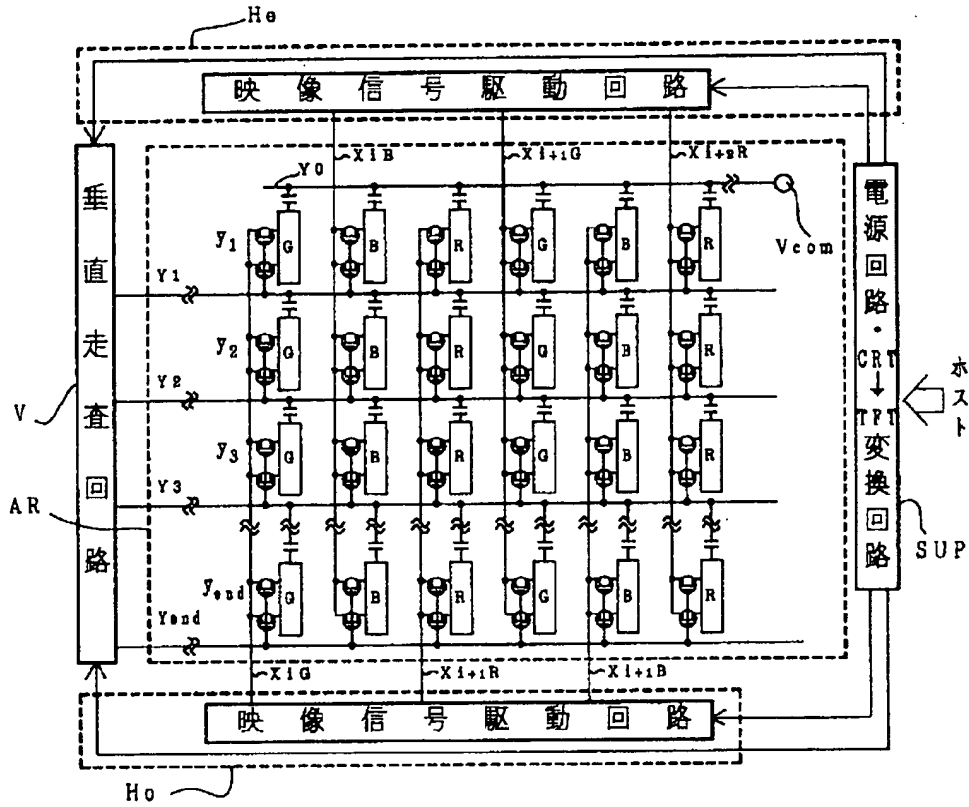 He
映像信号駆動回路
XiB
Xi+1G
Xi+2R
Y0
Vcom
垂直走査回路
電源回路・CRT→TFT変換回路
ホスト
y1
G
B
R
G
B
R
Y1
y2
G
B
R
G
B
R
Y2
V
y3
G
B
R
G
B
R
Y3
AR
SUP
yend
G
B
R
G
B
R
Yend
XiG
Xi+1R
Xi+1B
映像信号駆動回路
Ho